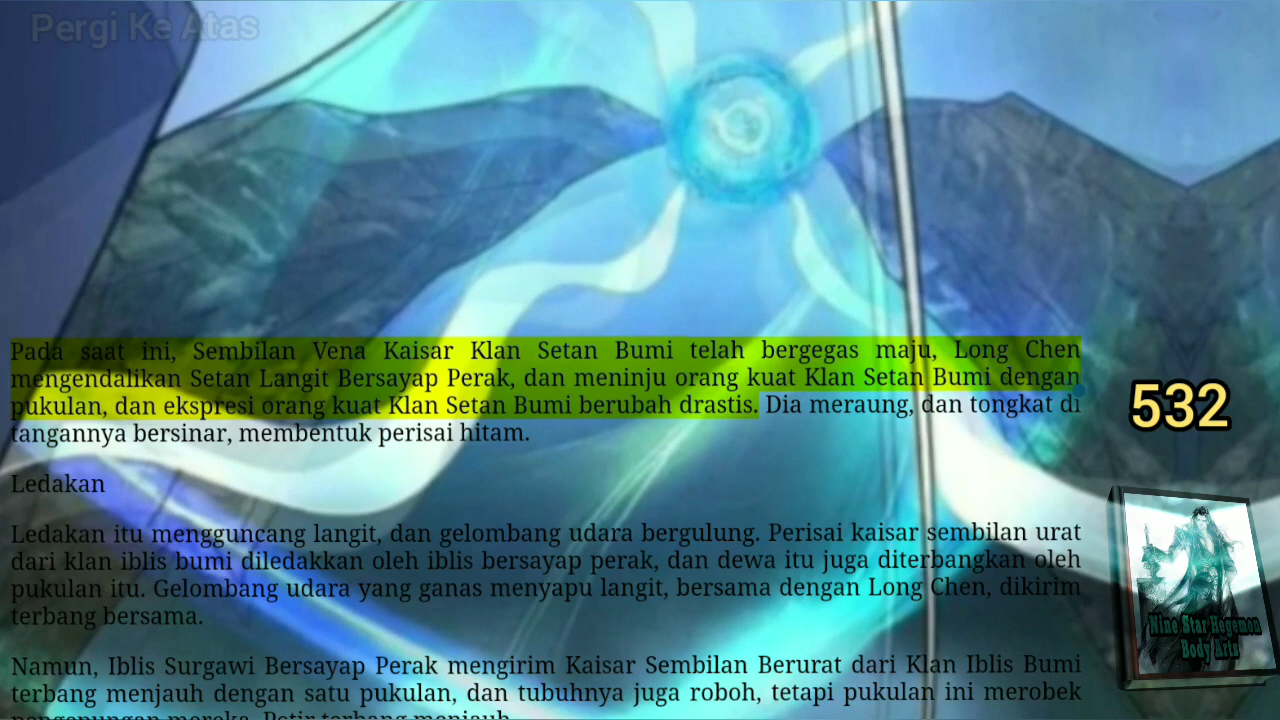 Pergi Ke Atas
Pada saat ini, Sembilan Vena Kaisar Klan Setan Bumi telah bergegas maju, Long Chen
mengendalikan Setan Langit Bersayap Perak, dan meninju orang kuat Klan Setan Bumi dengan
pukulan, dan ekspresi orang kuat Klan Setan Bumi berubah drastis. Dia meraung, dan tongkat di
tangannya bersinar, membentuk perisai hitam.
Ledakan
Ledakan itu mengguncang langit, dan gelombang udara bergulung. Perisai kaisar sembilan urat
dari klan iblis bumi diledakkan oleh iblis bersayap perak, dan dewa itu juga diterbangkan oleh
pukulan itu. Gelombang udara yang ganas menyapu langit, bersama dengan Long Chen, dikirim
terbang bersama.
Namun, Iblis Surgawi Bersayap Perak mengirim Kaisar Sembilan Berurat dari Klan Iblis Bumi
terbang menjauh dengan satu pukulan, dan tubuhnya juga roboh, tetapi pukulan ini merobek
pengepungan mereka. Petir terbang menjauh
532
Nine Star Hegemon
Body Arts